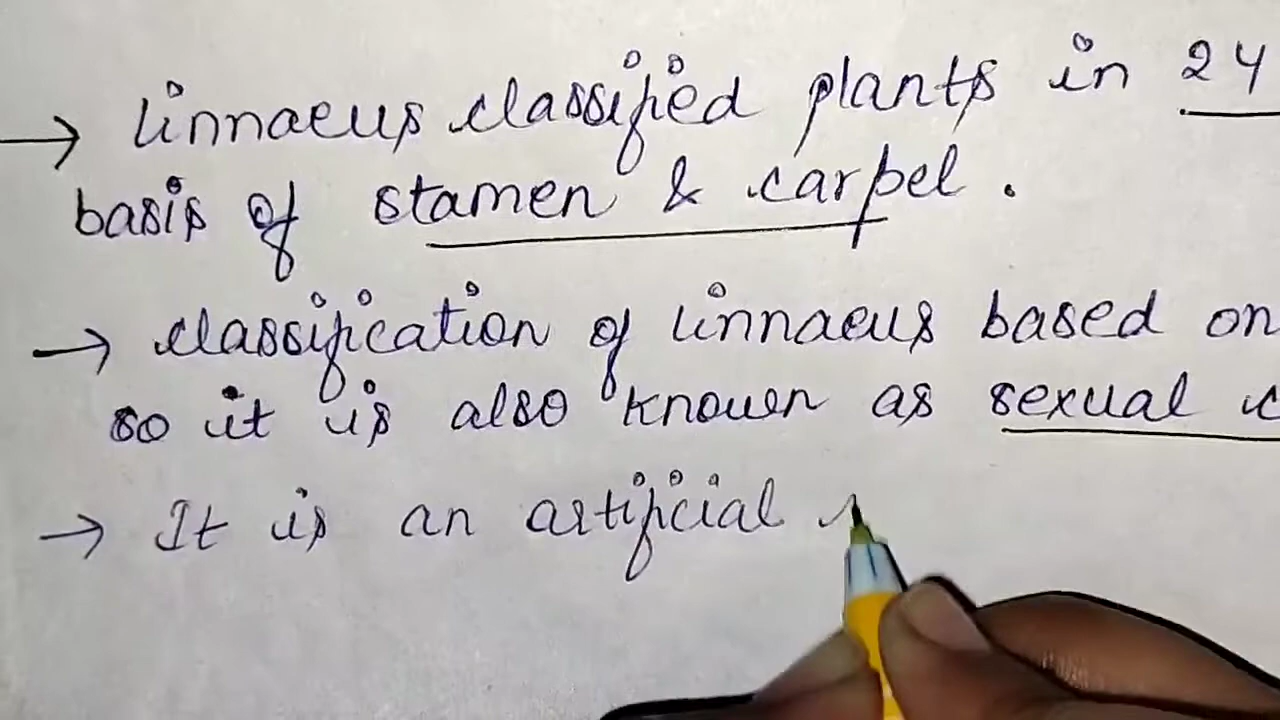 → Linnaeus classified plants in 24
basis of stamen & carpel .
→ classification of Linnaeus based on
so it is also known as sexual c
→ It is an artificial